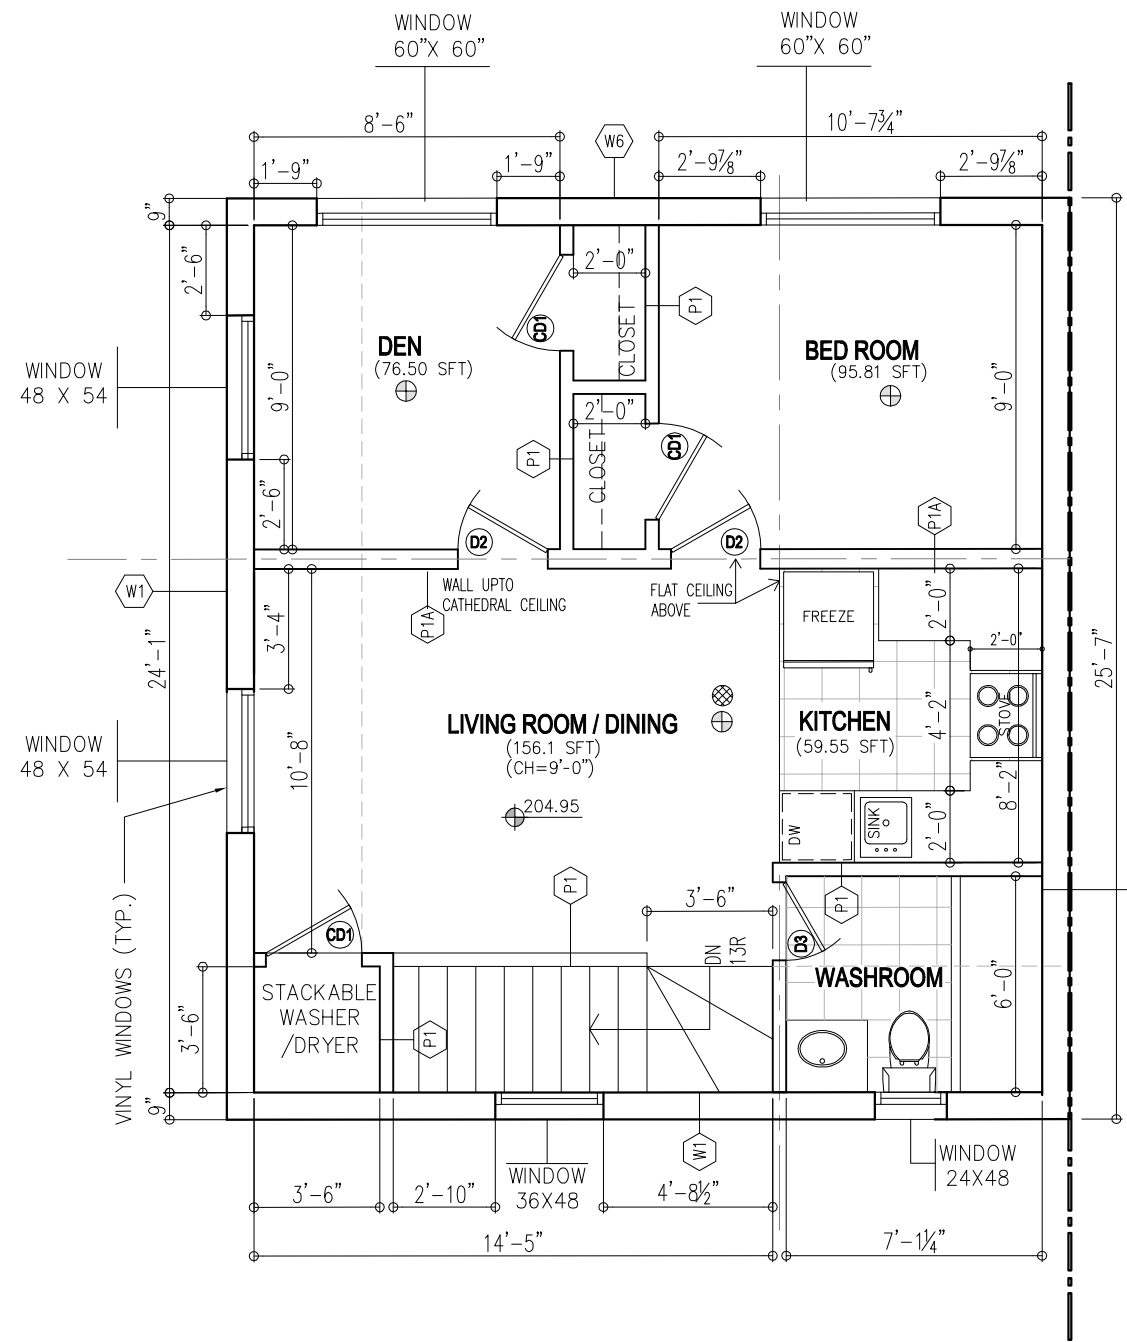 WINDOW
60"X 60"
WINDOW
60"X 60"
8'-6"
10'-7¾"
W6
1'-9"
1'-9"
2'-9⅞"
2'-9⅞"
9"
2'-6"
2'-0"
CD1
P1
CLOSET
DEN
(76.50 SFT)
BED ROOM
(95.81 SFT)
WINDOW
48 X 54
9'-0"
9'-0"
2'-0"
CD1
P1
CLOSET
2'-6"
D2
D2
P1A
W1
WALL UPTO
CATHEDRAL CEILING
FLAT CEILING
ABOVE
P1A
FREEZE
2'-0"
2'-0"
3'-4"
24'-1"
25'-7"
LIVING ROOM / DINING
(156.1 SFT)
(CH=9'-0")
KITCHEN
(59.55 SFT)
4'-2"
STOVE
WINDOW
48 X 54
10'-8"
8'-2"
204.95
DW
SINK
2'-0"
P1
P1
3'-6"
VINYL WINDOWS (TYP.)
CD1
DN
13R
D3
WASHROOM
STACKABLE
WASHER
/DRYER
P1
3'-6"
6'-0"
9"
W1
WINDOW
36X48
WINDOW
24X48
3'-6"
2'-10"
4'-8½"
14'-5"
7'-1¼"